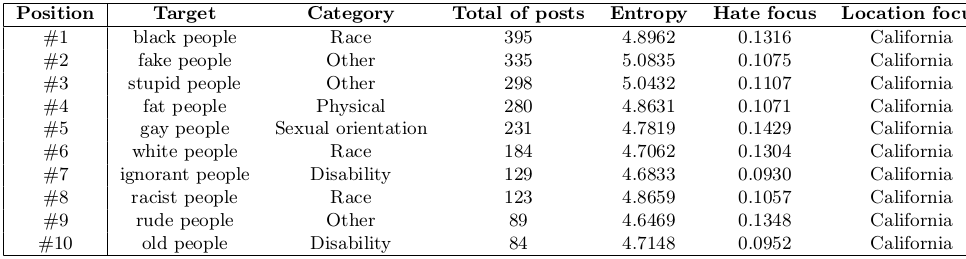 Position Target Category Total of posts Entropy Hate focus Location focu
#1 black people Race 395 4.8962 0.1316 California
#2 fake people Other 335 5.0835 0.1075 California
#3 stupid people Other 298 5.0432 0.1107 California
#4 fat people Physical 280 4.8631 0.1071 California
#5 gay people Sexual orientation 231 4.7819 0.1429 California
#6 white people Race 184 4.7062 0.1304 California
#7 ignorant people Disability 129 4.6833 0.0930 California
#8 racist people Race 123 4.8659 0.1057 California
#9 rude people Other 89 4.6469 0.1348 California
#10 old people Disability 84 4.7148 0.0952 California